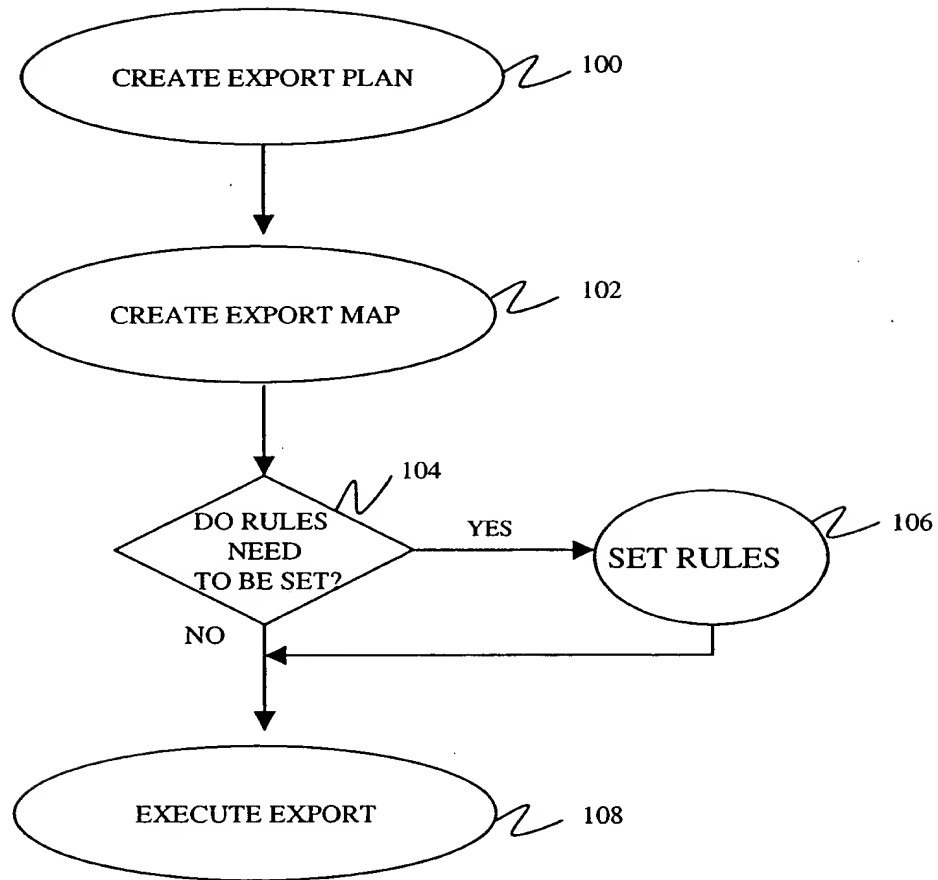 CREATE EXPORT PLAN
100
CREATE EXPORT MAP
102
104
DO RULES
NEED
TO BE SET?
YES
SET RULES
106
NO
EXECUTE EXPORT
108